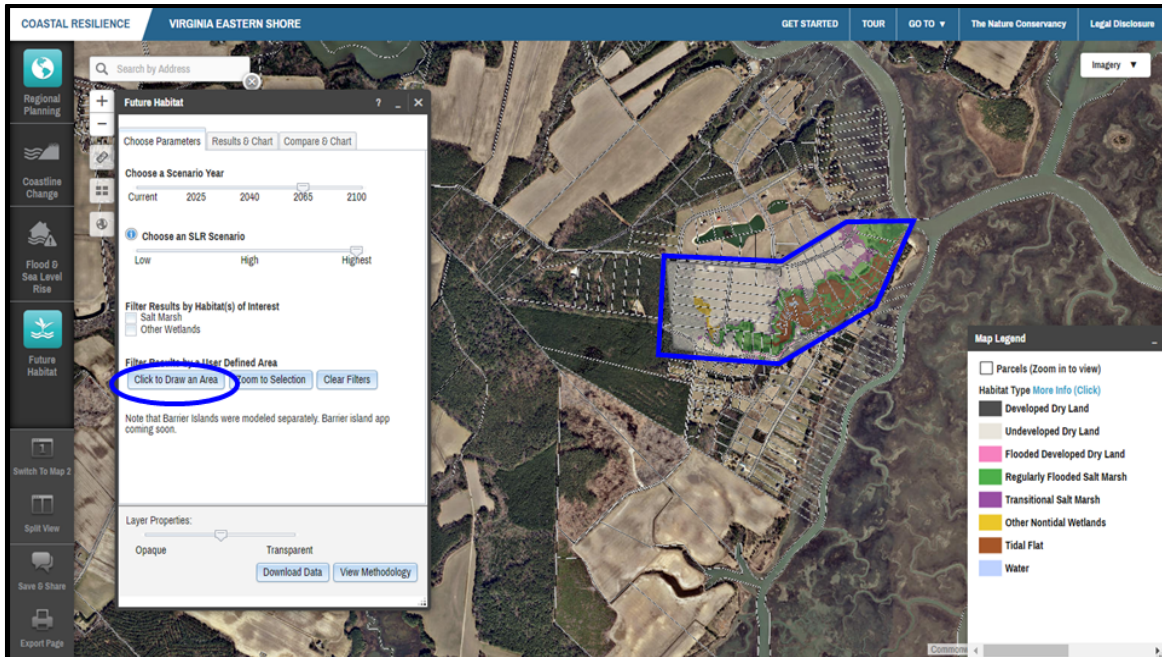 COASTAL RESILIENCE VIRGINIA EASTERN SHORE GET STARTED TOUR GO TO ▼ The Nature Conservancy Legal Disclosure
Regional
Planning
Coastline
Change
Flood &
Sea Level
Rise
Future
Habitat
1
Switch To Map 2
Split View
Save & Share
Export Page
Search by Address
Imagery ▼
+
−
Future Habitat ? _ ✕
Choose Parameters Results & Chart Compare & Chart
Choose a Scenario Year
Current 2025 2040 2065 2100
Choose an SLR Scenario
Low High Highest
Filter Results by Habitat(s) of Interest
Salt Marsh
Other Wetlands
Filter Results by a User Defined Area
Click to Draw an Area Zoom to Selection Clear Filters
Note that Barrier Islands were modeled separately. Barrier island app
coming soon.
Layer Properties:
Opaque Transparent
Download Data View Methodology
Map Legend _
Parcels (Zoom in to
view)
Habitat Type More Info (Click)
Developed Dry Land
Undeveloped Dry Land
Flooded Developed Dry Land
Regularly Flooded Salt Marsh
Transitional Salt Marsh
Other Nontidal Wetlands
Tidal Flat
Water